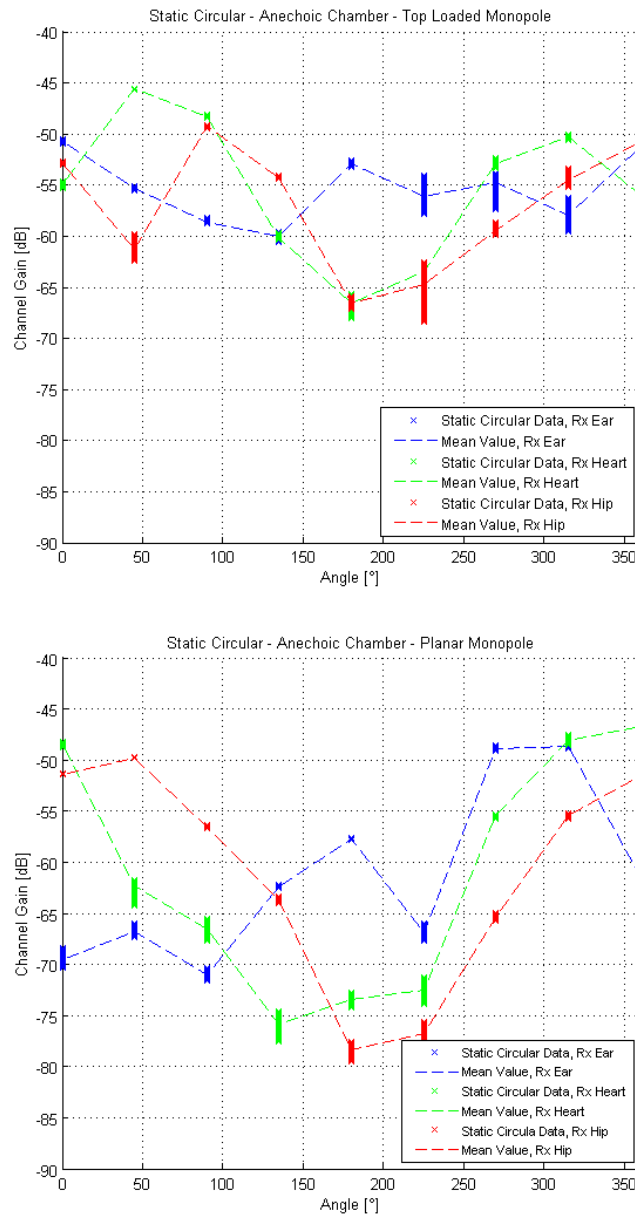 Static Circular - Anechoic Chamber - Top Loaded Monopole
-40
-45
-50
-55
-60
-65
-70
-75
-80
-85
-90
Channel Gain [dB]
Static Circular Data, Rx Ear
Mean Value, Rx Ear
Static Circular Data, Rx Heart
Mean Value, Rx Heart
Static Circular Data, Rx Hip
Mean Value, Rx Hip
0 50 100 150 200 250 300 350
Angle [°]
Static Circular - Anechoic Chamber - Planar Monopole
-40
-45
-50
-55
-60
-65
-70
-75
-80
-85
-90
Channel Gain [dB]
Static Circular Data, Rx Ear
Mean Value, Rx Ear
Static Circular Data, Rx Heart
Mean Value, Rx Heart
Static Circula Data, Rx Hip
Mean Value, Rx Hip
0 50 100 150 200 250 300 350
Angle [°]